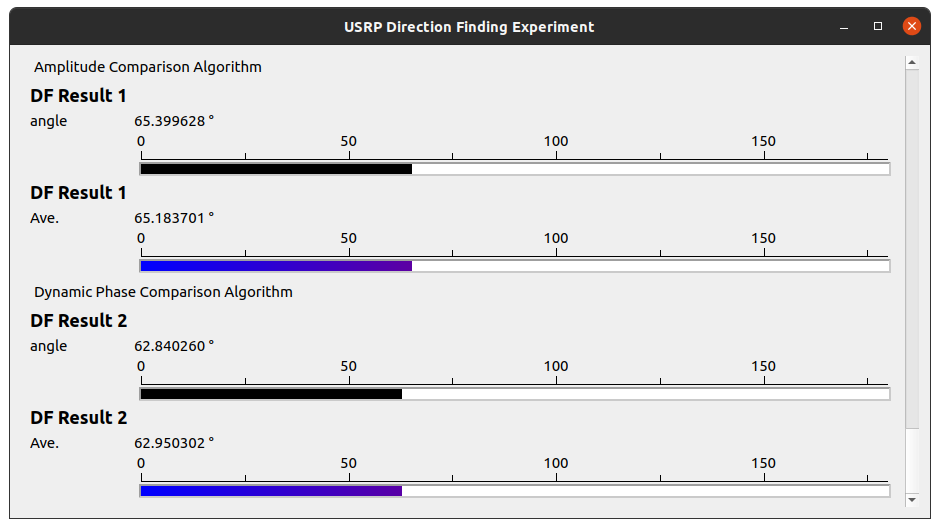 USRP Direction Finding Experiment
Amplitude Comparison Algorithm
DF Result 1
angle 65.399628 °
0 50 100 150
DF Result 1
Ave. 65.183701 °
0 50 100 150
Dynamic Phase Comparison Algorithm
DF Result 2
angle 62.840260 °
0 50 100 150
DF Result 2
Ave. 62.950302 °
0 50 100 150